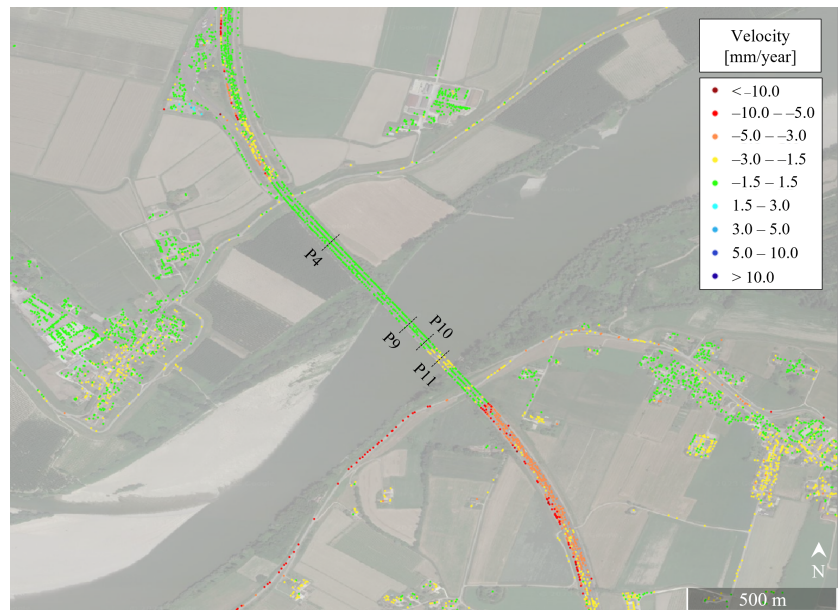 Velocity
[mm/year]
< –10.0
–10.0 – –5.0
–5.0 – –3.0
–3.0 – –1.5
–1.5 – 1.5
1.5 – 3.0
3.0 – 5.0
5.0 – 10.0
> 10.0
P4
P9
P10
P11
N
500 m